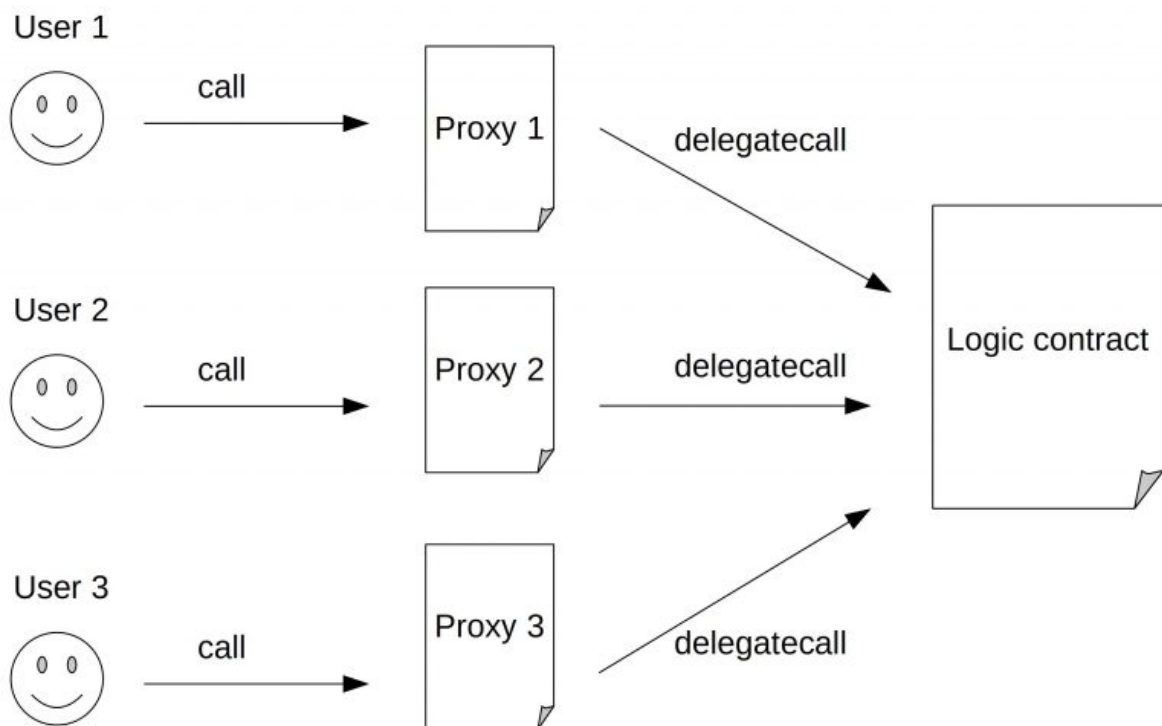 User 1
call
Proxy 1
delegatecall
User 2
call
Proxy 2
delegatecall
Logic contract
User 3
call
Proxy 3
delegatecall